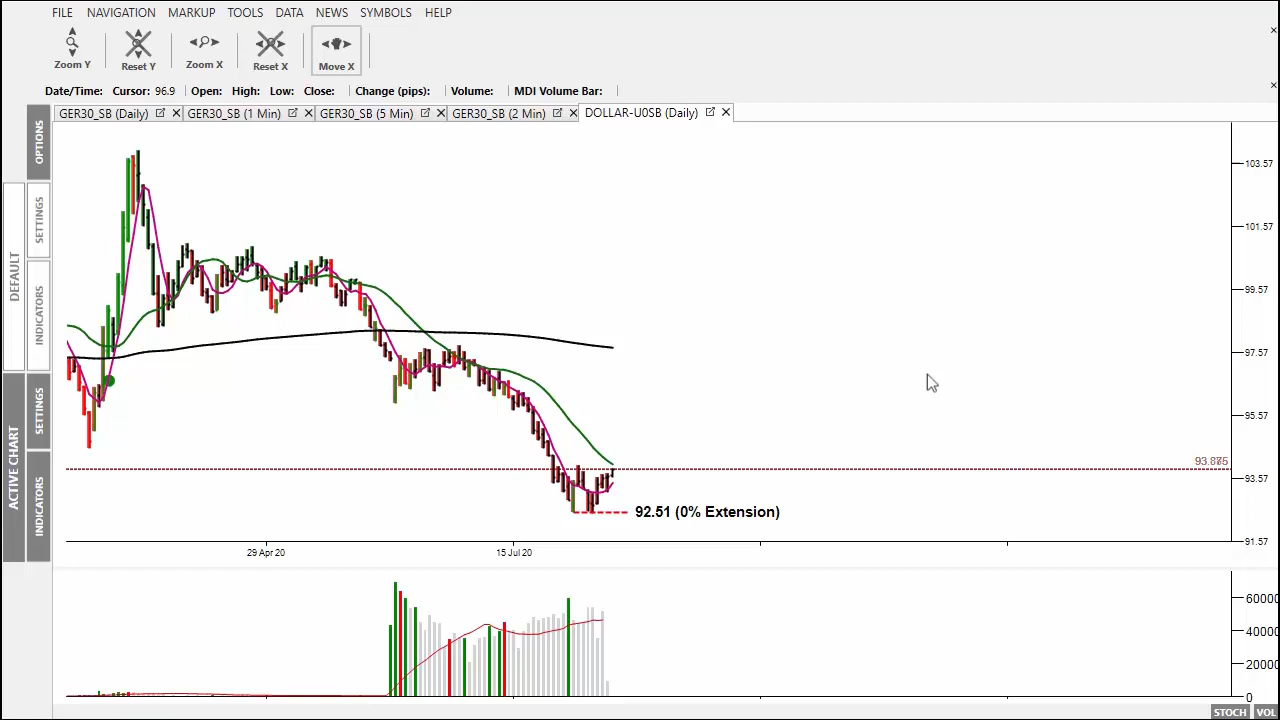 FILE NAVIGATION MARKUP TOOLS DATA NEWS SYMBOLS HELP
Zoom Y Reset Y Zoom X Reset X Move X
Date/Time: Cursor: 96.9 Open: High: Low: Close: Change (pips): Volume: MDI Volume Bar:
GER30_SB (Daily) GER30_SB (1 Min) GER30_SB (5 Min) GER30_SB (2 Min) DOLLAR-U0SB (Daily)
OPTIONS
DEFAULT
SETTINGS
INDICATORS
ACTIVE CHART
SETTINGS
INDICATORS
103.57
101.57
99.57
97.57
95.57
93.57
91.57
92.51 (0% Extension)
29 Apr 20 15 Jul 20
60000
40000
20000
0
STOCH VOL